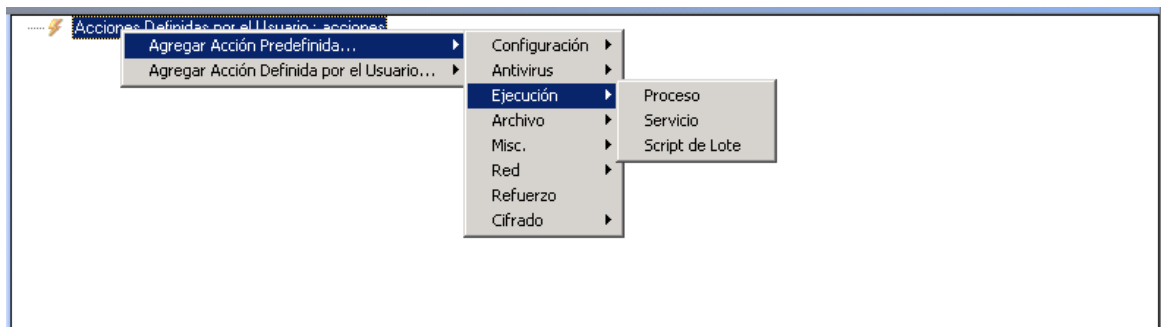 Acciones Definidas por el Usuario : acciones
Agregar Acción Predefinida...
Agregar Acción Definida por el Usuario...
Configuración
Antivirus
Ejecución
Archivo
Misc.
Red
Refuerzo
Cifrado
Proceso
Servicio
Script de Lote